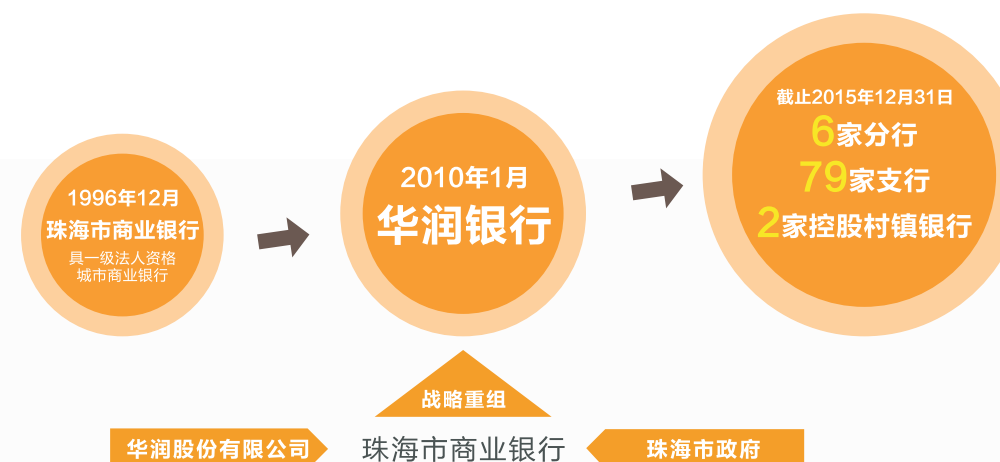 1996年12月
珠海市商业银行
具一级法人资格
城市商业银行
2010年1月
华润银行
截止2015年12月31日
6家分行
79家支行
2家控股村镇银行
战略重组
华润股份有限公司
珠海市商业银行
珠海市政府